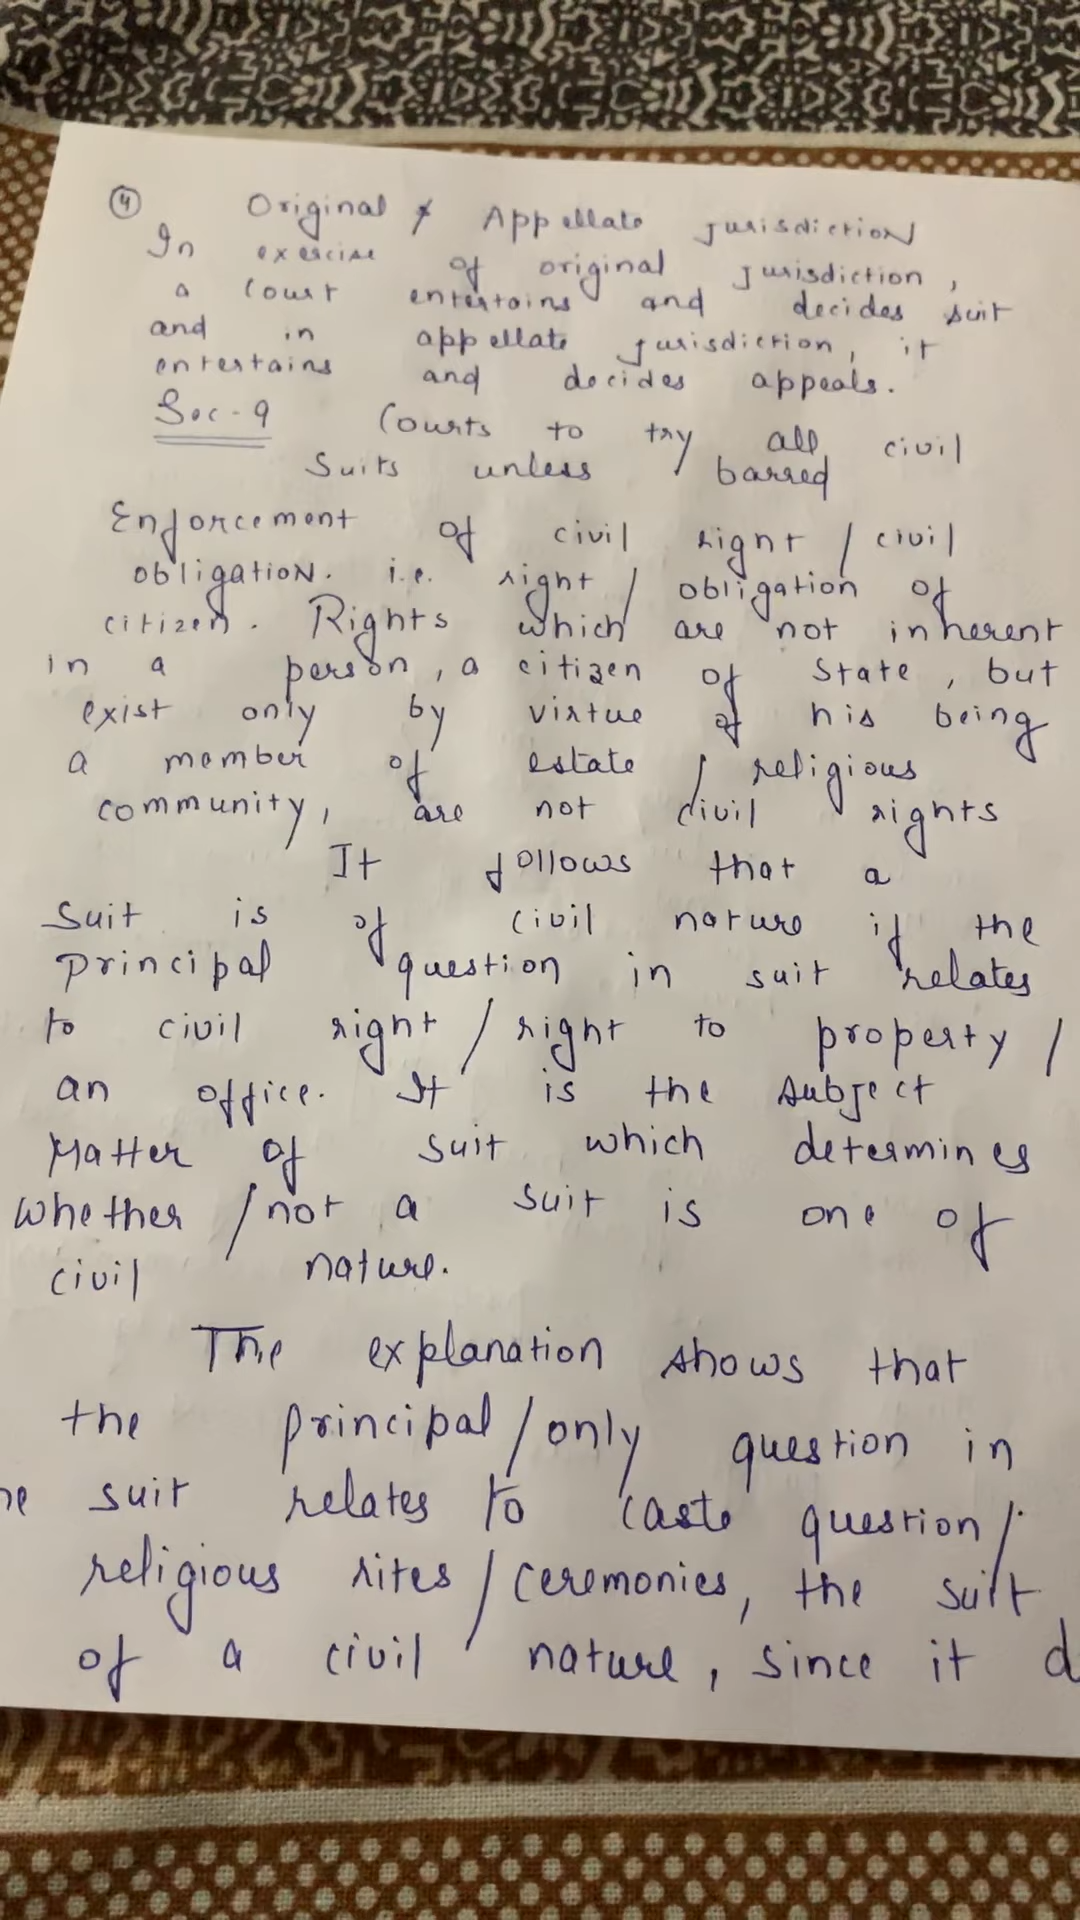 ④ Original & Appellate Jurisdiction
In exercise of original Jurisdiction,
a court entertains and decides suit
and in appellate Jurisdiction, it
entertains and decides appeals.
Sec-9 Courts to try all civil
Suits unless barred
Enforcement of civil right / civil
obligation. i.e. right / obligation of
citizen. Rights which are not inherent
in a person, a citizen of State, but
exist only by virtue of his being
a member of estate / religious
community, are not civil rights
It follows that a
Suit is of civil nature if the
Principal question in suit relates
to civil right / right to property /
an office. It is the subject
Matter of suit which determines
whether / not a suit is one of
civil nature.
The explanation shows that
the principal / only question in
suit relates to caste question /
religious rites / ceremonies, the suit
of a civil nature, since it